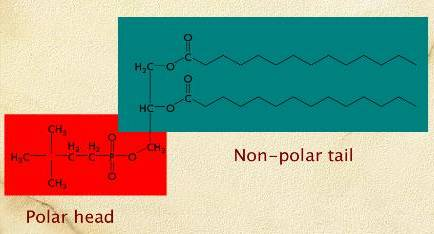 O
H₂C O C
O
HC O C
CH₃ O CH₂
H₃C H₂ H₂ P O
C C O
CH₃
Non-polar tail
Polar head